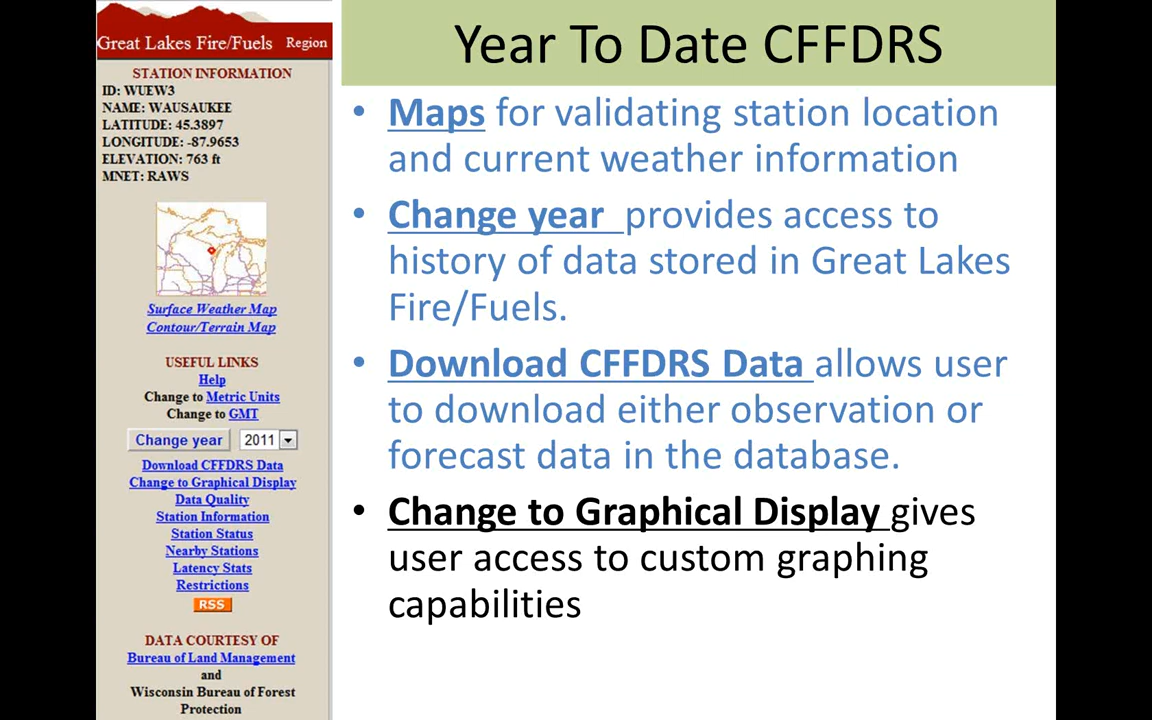 Great Lakes Fire/Fuels Region
STATION INFORMATION
ID: WUEW3
NAME: WAUSAUKEE
LATITUDE: 45.3897
LONGITUDE: -87.9653
ELEVATION: 763 ft
MNET: RAWS
Surface Weather Map
Contour/Terrain Map
USEFUL LINKS
Help
Change to Metric Units
Change to GMT
Change year 2011
Download CFFDRS Data
Change to Graphical Display
Data Quality
Station Information
Station Status
Nearby Stations
Latency Stats
Restrictions
RSS
DATA COURTESY OF
Bureau of Land Management
and
Wisconsin Bureau of Forest
Protection
Year To Date CFFDRS
• Maps for validating station location
and current weather information
• Change year provides access to
history of data stored in Great Lakes
Fire/Fuels.
• Download CFFDRS Data allows user
to download either observation or
forecast data in the database.
• Change to Graphical Display gives
user access to custom graphing
capabilities